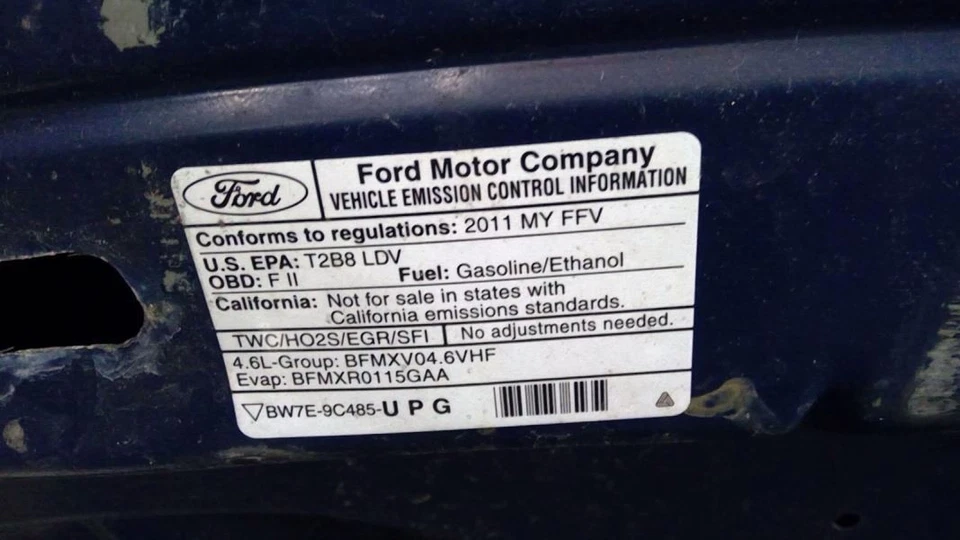 Ford
Ford Motor Company
VEHICLE EMISSION CONTROL INFORMATION
Conforms to regulations: 2011 MY FFV
U.S. EPA: T2B8 LDV
OBD: F II
Fuel: Gasoline/Ethanol
California: Not for sale in states with
California emissions standards.
TWC/HO2S/EGR/SFI
No adjustments needed.
4.6L-Group: BFMXV04.6VHF
Evap: BFMXR0115GAA
BW7E-9C485-U P G